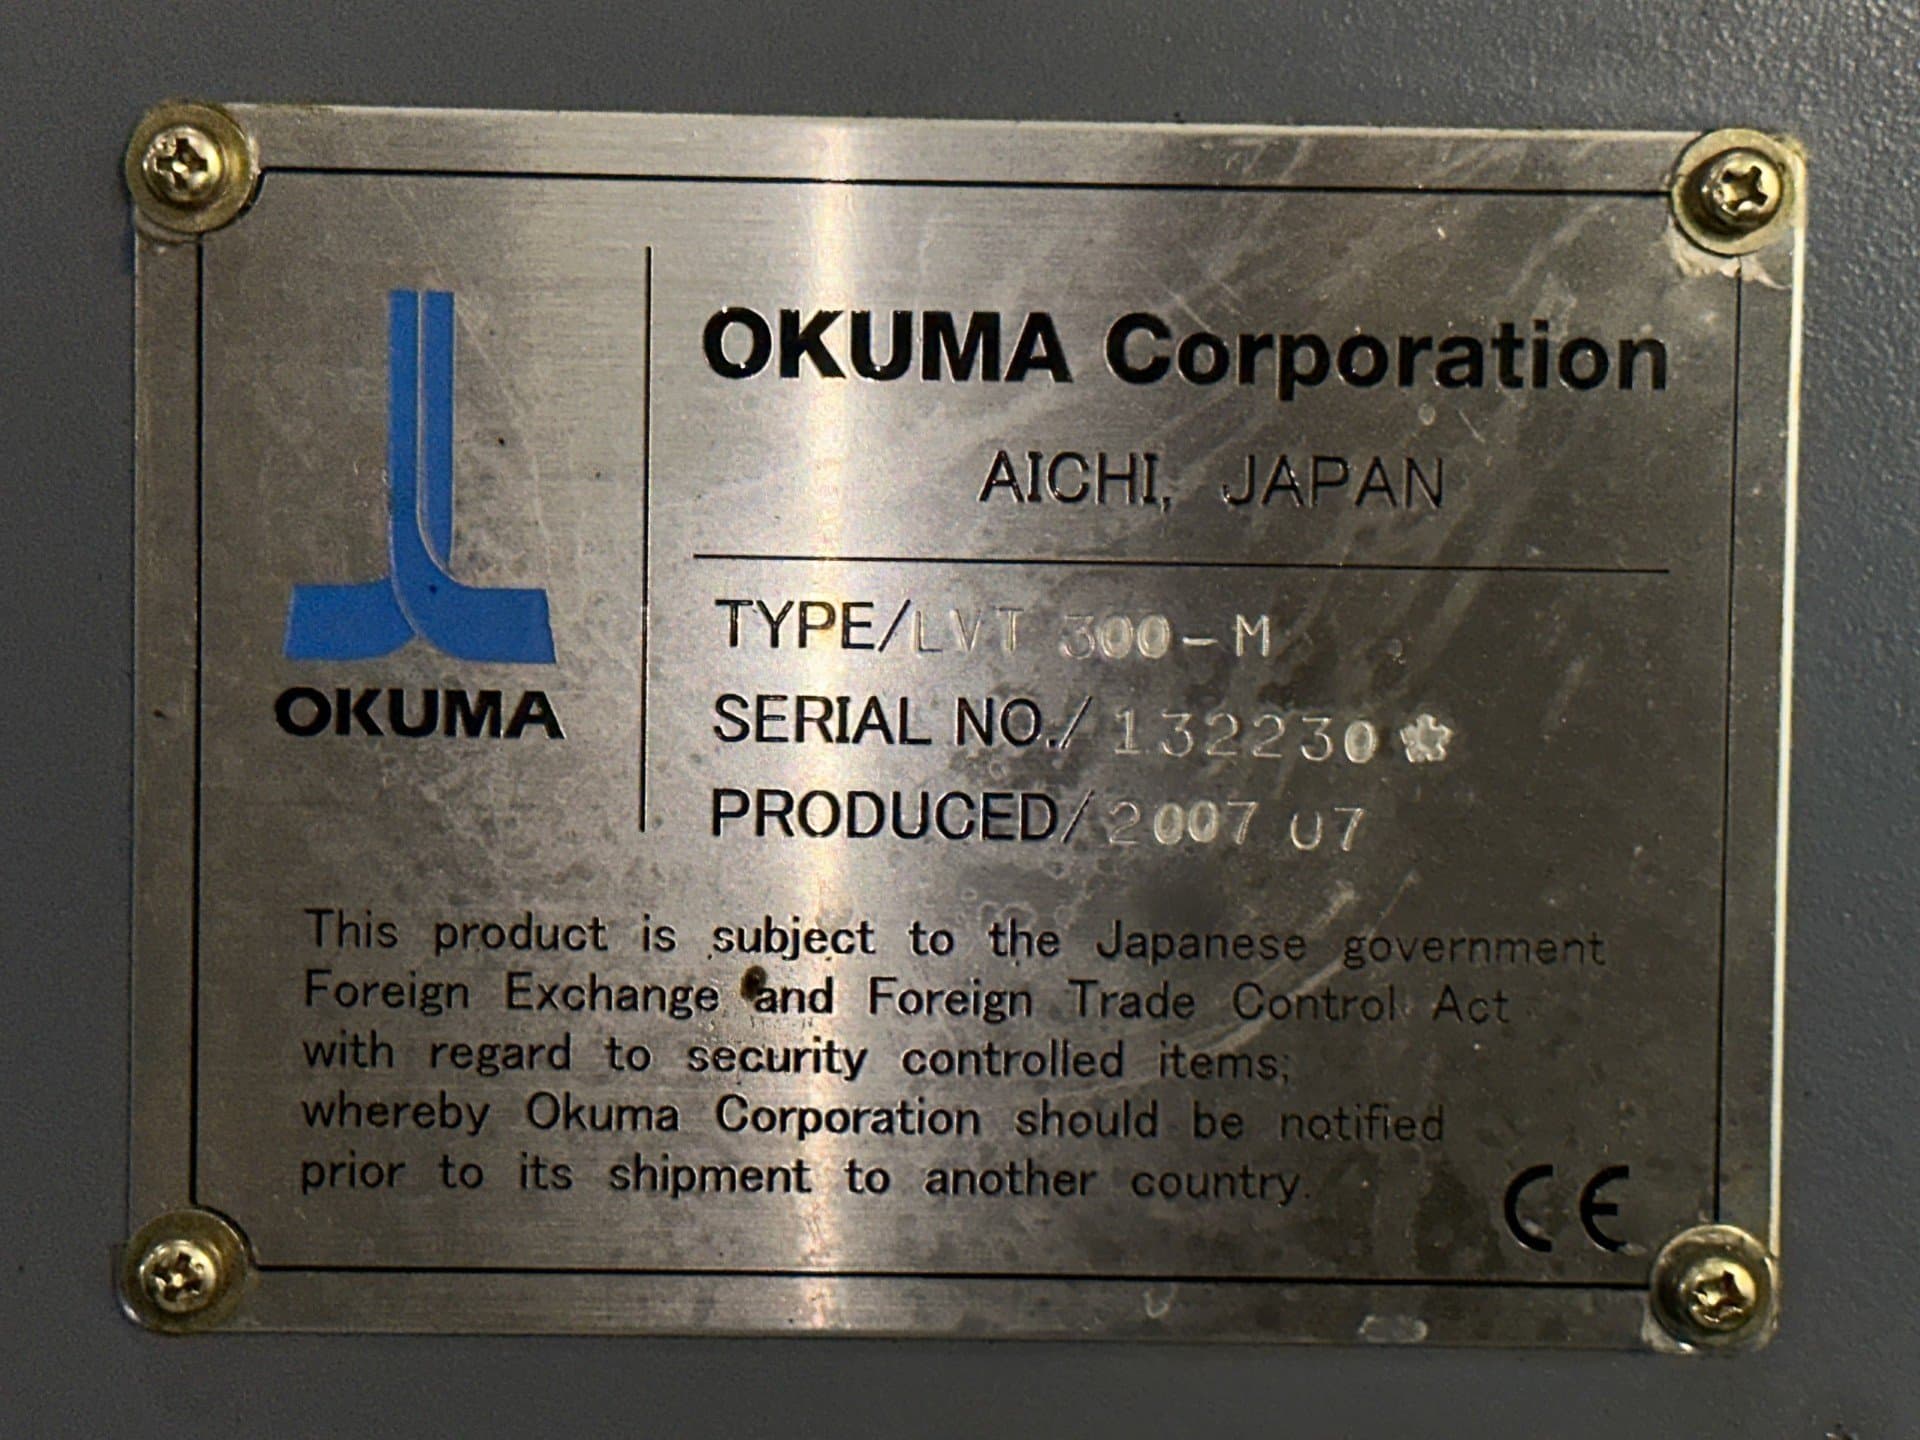 OKUMA
OKUMA Corporation
AICHI, JAPAN
TYPE/LVT 300-M
SERIAL NO./132230
PRODUCED/2007 07
This product is subject to the Japanese government
Foreign Exchange and Foreign Trade Control Act
with regard to security controlled items;
whereby Okuma Corporation should be notified
prior to its shipment to another country.
CE